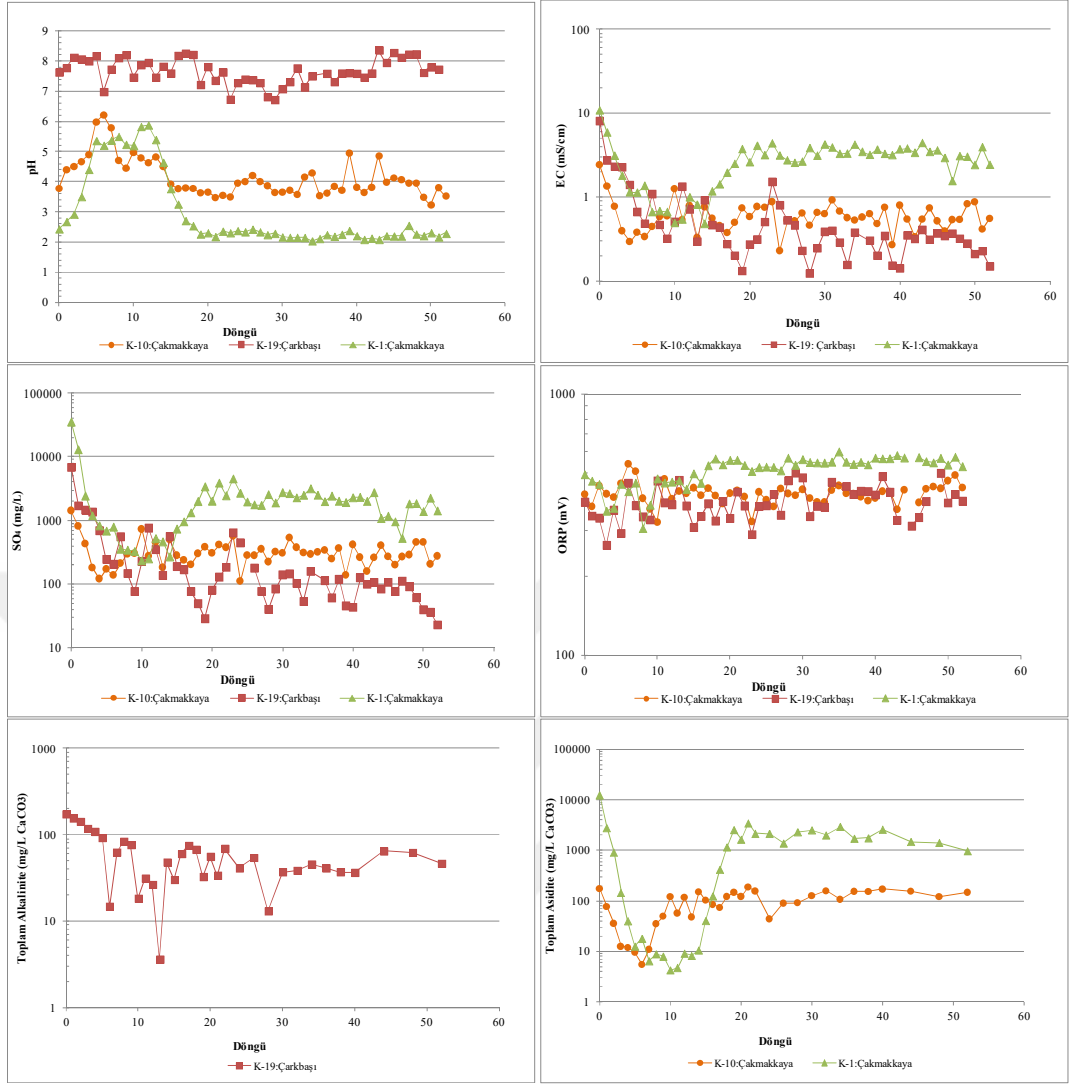 9
8
7
6
5
4
3
2
1
0
pH
0 10 20 30 40 50 60
Döngü
K-10:Çakmakkaya K-19:Çarkbaşı K-1:Çakmakkaya
100
10
1
0
EC (mS/cm)
0 10 20 30 40 50 60
Döngü
K-10:Çakmakkaya K-19: Çarkbaşı K-1:Çakmakkaya
100000
10000
1000
100
10
SO₄ (mg/L)
0 10 20 30 40 50 60
Döngü
K-10:Çakmakkaya K-19:Çarkbaşı K-1:Çakmakkaya
1000
100
ORP (mV)
0 10 20 30 40 50 60
Döngü
K-10:Çakmakkaya K-19:Çarkbaşı K-1:Çakmakkaya
1000
100
10
1
Toplam Alkalinite (mg/L CaCO3)
0 10 20 30 40 50 60
Döngü
K-19:Çarkbaşı
100000
10000
1000
100
10
1
Toplam Asidite (mg/L CaCO3)
0 10 20 30 40 50 60
Döngü
K-10:Çakmakkaya K-1:Çakmakkaya